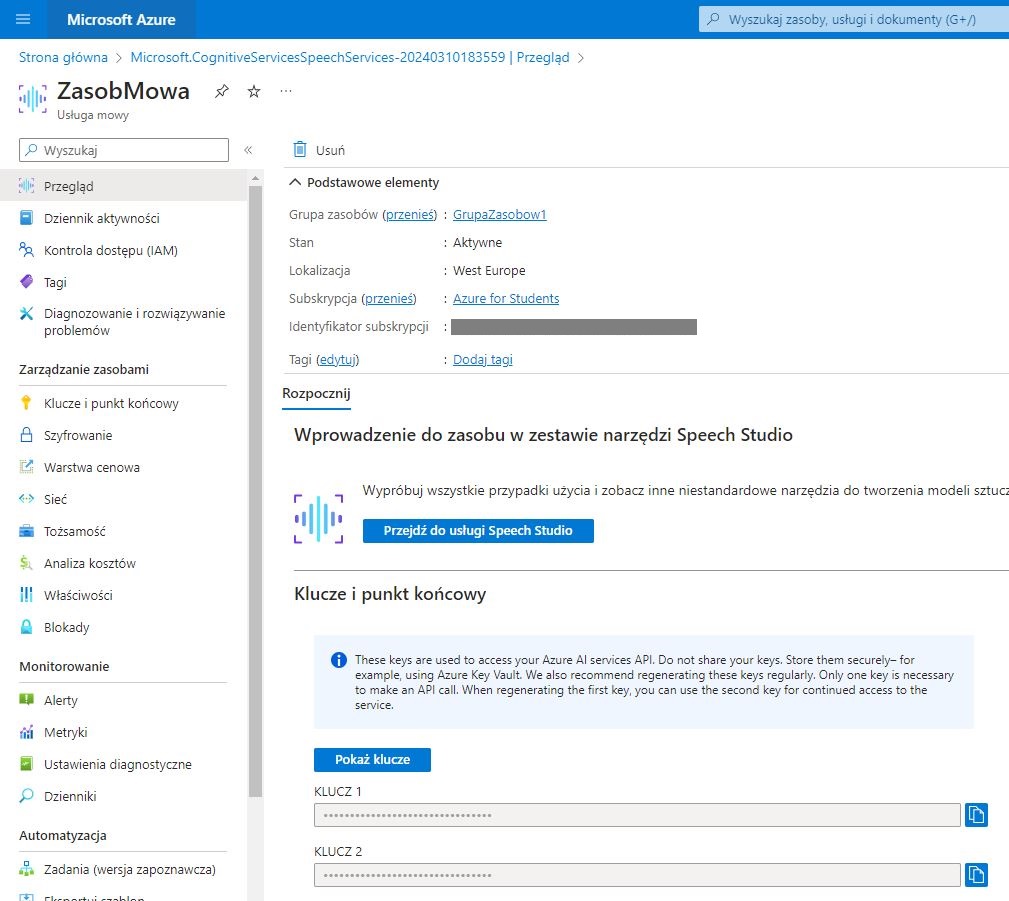 Microsoft Azure
Wyszukaj zasoby, usługi i dokumenty (G+/)
Strona główna > Microsoft.CognitiveServicesSpeechServices-20240310183559 | Przegląd >
ZasobMowa
Usługa mowy
Wyszukaj
Usuń
Przegląd
Dziennik aktywności
Kontrola dostępu (IAM)
Tagi
Diagnozowanie i rozwiązywanie
problemów
Zarządzanie zasobami
Klucze i punkt końcowy
Szyfrowanie
Warstwa cenowa
Sieć
Tożsamość
Analiza kosztów
Właściwości
Blokady
Monitorowanie
Alerty
Metryki
Ustawienia diagnostyczne
Dzienniki
Automatyzacja
Zadania (wersja zapoznawcza)
Eksportuj szablon
Podstawowe elementy
Grupa zasobów (przenieś) : GrupaZasobow1
Stan : Aktywne
Lokalizacja : West Europe
Subskrypcja (przenieś) : Azure for Students
Identyfikator subskrypcji :
Tagi (edytuj) : Dodaj tagi
Rozpocznij
Wprowadzenie do zasobu w zestawie narzędzi Speech Studio
Wypróbuj wszystkie przypadki użycia i zobacz inne niestandardowe narzędzia do tworzenia modeli sztucz
Przejdź do usługi Speech Studio
Klucze i punkt końcowy
These keys are used to access your Azure AI services API. Do not share your keys. Store them securely– for
example, using Azure Key Vault. We also recommend regenerating these keys regularly. Only one key is necessary
to make an API call. When regenerating the first key, you can use the second key for continued access to the
service.
Pokaż klucze
KLUCZ 1
KLUCZ 2